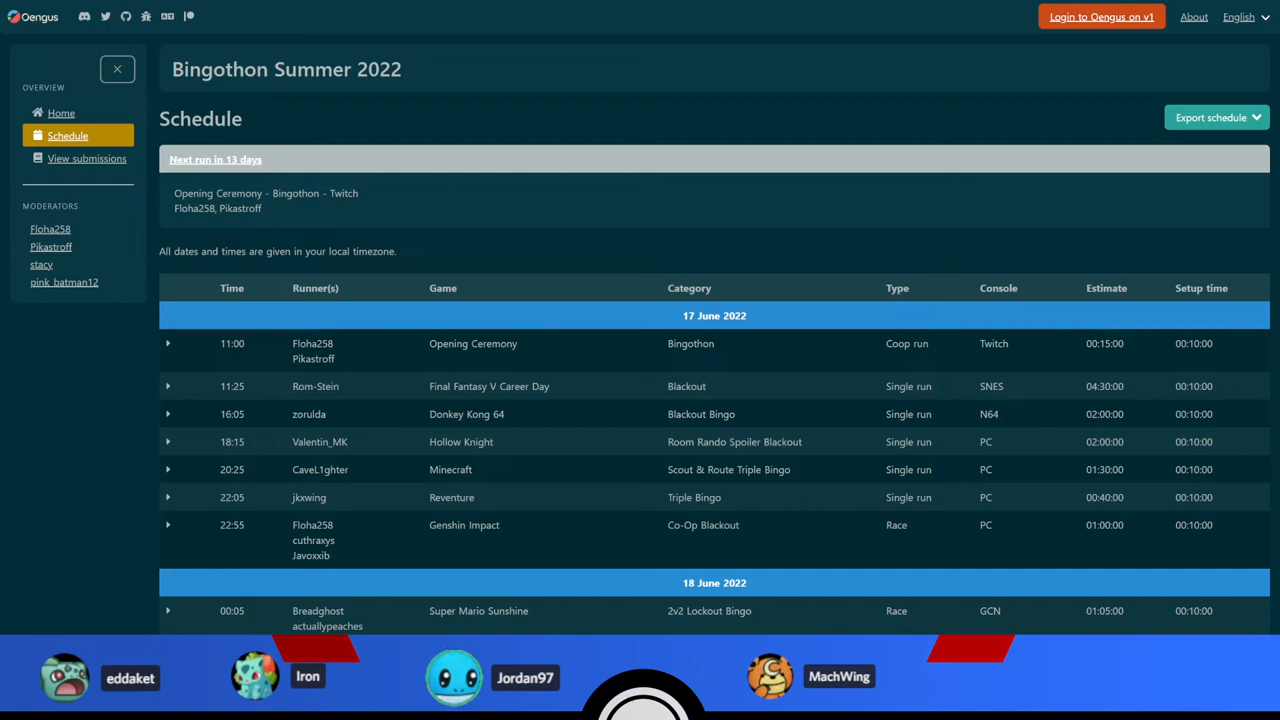 Oengus
Login to Oengus on v1
About
English
Bingothon Summer 2022
OVERVIEW
Home
Schedule
View submissions
MODERATORS
Floha258
Pikastroff
stacy
pink_batman12
Schedule
Export schedule
Next run in 13 days
Opening Ceremony - Bingothon - Twitch
Floha258, Pikastroff
All dates and times are given in your local timezone.
Time Runner(s) Game Category Type Console Estimate Setup time
17 June 2022
11:00 Floha258 Opening Ceremony Bingothon Coop run Twitch 00:15:00 00:10:00
Pikastroff
11:25 Rom-Stein Final Fantasy V Career Day Blackout Single run SNES 04:30:00 00:10:00
16:05 zorulda Donkey Kong 64 Blackout Bingo Single run N64 02:00:00 00:10:00
18:15 Valentin_MK Hollow Knight Room Rando Spoiler Blackout Single run PC 02:00:00 00:10:00
20:25 CaveL1ghter Minecraft Scout & Route Triple Bingo Single run PC 01:30:00 00:10:00
22:05 jkxwing Reventure Triple Bingo Single run PC 00:40:00 00:10:00
22:55 Floha258 Genshin Impact Co-Op Blackout Race PC 01:00:00 00:10:00
cuthraxys
Javoxxib
18 June 2022
00:05 Breadghost Super Mario Sunshine 2v2 Lockout Bingo Race GCN 01:05:00 00:10:00
actuallypeaches
eddaket
Iron
Jordan97
MachWing